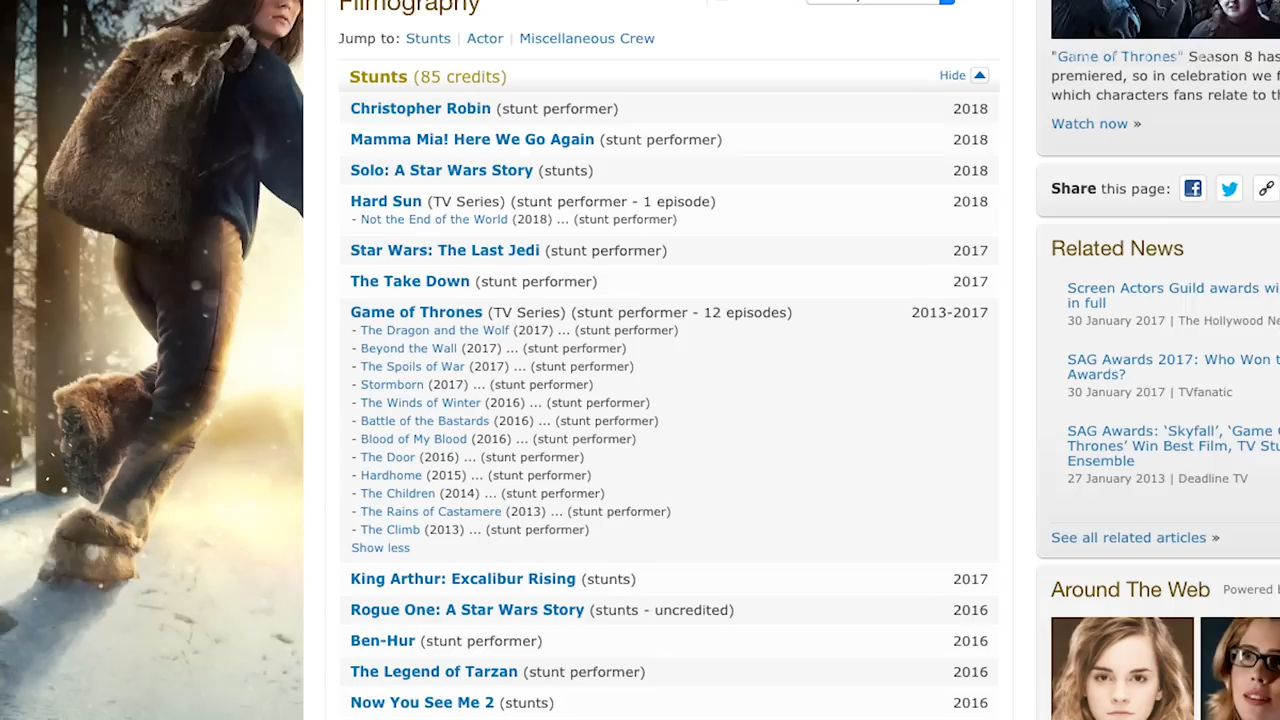 Filmography
Jump to: Stunts | Actor | Miscellaneous Crew
Stunts (85 credits)
Hide
Christopher Robin (stunt performer) 2018
Mamma Mia! Here We Go Again (stunt performer) 2018
Solo: A Star Wars Story (stunts) 2018
Hard Sun (TV Series) (stunt performer - 1 episode) 2018
- Not the End of the World (2018) ... (stunt performer)
Star Wars: The Last Jedi (stunt performer) 2017
The Take Down (stunt performer) 2017
Game of Thrones (TV Series) (stunt performer - 12 episodes) 2013-2017
- The Dragon and the Wolf (2017) ... (stunt performer)
- Beyond the Wall (2017) ... (stunt performer)
- The Spoils of War (2017) ... (stunt performer)
- Stormborn (2017) ... (stunt performer)
- The Winds of Winter (2016) ... (stunt performer)
- Battle of the Bastards (2016) ... (stunt performer)
- Blood of My Blood (2016) ... (stunt performer)
- The Door (2016) ... (stunt performer)
- Hardhome (2015) ... (stunt performer)
- The Children (2014) ... (stunt performer)
- The Rains of Castamere (2013) ... (stunt performer)
- The Climb (2013) ... (stunt performer)
Show less
King Arthur: Excalibur Rising (stunts) 2017
Rogue One: A Star Wars Story (stunts - uncredited) 2016
Ben-Hur (stunt performer) 2016
The Legend of Tarzan (stunt performer) 2016
Now You See Me 2 (stunts) 2016
"Game of Thrones" Season 8 has
premiered, so in celebration we
which characters fans relate to
Watch now »
Share this page:
Related News
Screen Actors Guild awards
in full
30 January 2017 | The Hollywood
SAG Awards 2017: Who Won
Awards?
30 January 2017 | TVfanatic
SAG Awards: ‘Skyfall’, ‘Game
Thrones’ Win Best Film, TV
Ensemble
27 January 2013 | Deadline TV
See all related articles »
Around The Web Powered